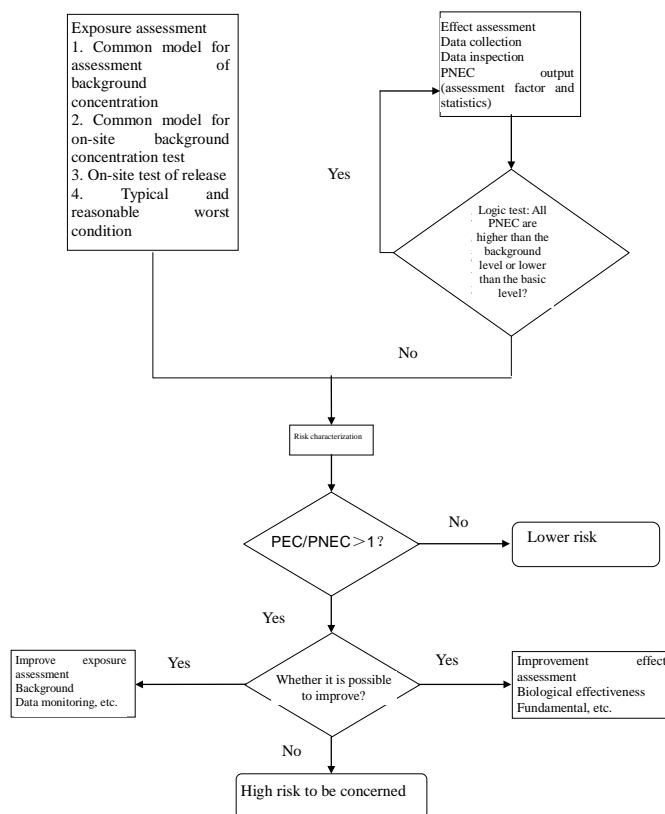 Exposure assessment
1. Common model for
assessment of
background
concentration
2. Common model for
on-site background
concentration test
3. On-site test of release
4. Typical and
reasonable worst
condition
Effect assessment
Data collection
Data inspection
PNEC output
(assessment factor and
statistics)
Yes
Logic test: All
PNEC are
higher than the
background
level or lower
than the basic
level?
No
Risk characterization
PEC/PNEC＞1?
No
Lower risk
Yes
Improve exposure
assessment
Background
Data monitoring, etc.
Yes
Whether it is possible
to improve?
Yes
Improvement effect
assessment
Biological effectiveness
Fundamental, etc.
No
High risk to be concerned